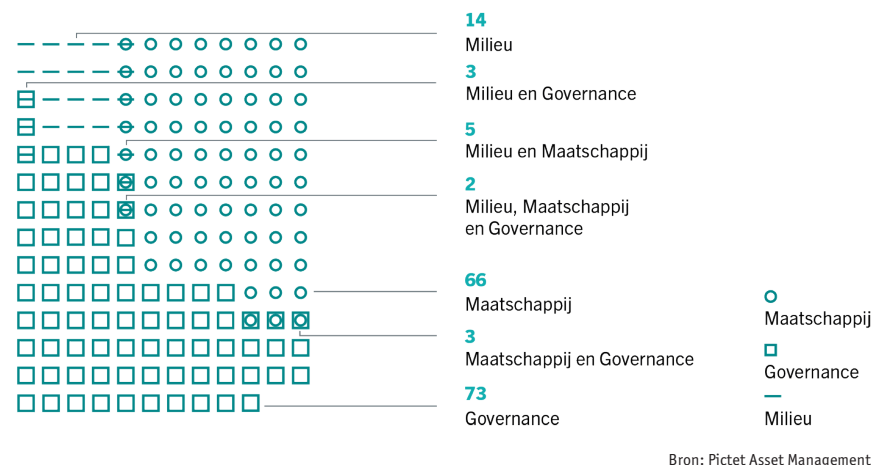 14
Milieu
3
Milieu en Governance
5
Milieu en Maatschappij
2
Milieu, Maatschappij
en Governance
66
Maatschappij
3
Maatschappij en Governance
73
Governance
Maatschappij
Governance
Milieu
Bron: Pictet Asset Management